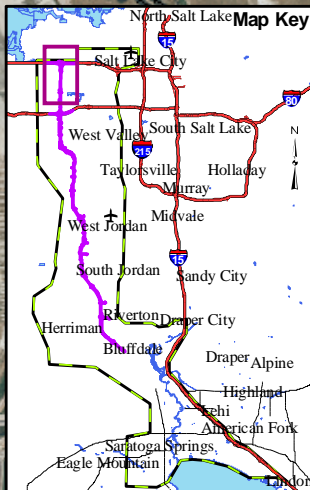 North Salt Lake
Map Key
15
Salt Lake City
80
West Valley
South Salt Lake
N
215
Taylorsville
Holladay
Murray
Midvale
West Jordan
15
South Jordan
Sandy City
Riverton
Draper City
Herriman
Bluffdale
Draper
Alpine
Highland
Lehi
American Fork
Saratoga Springs
Eagle Mountain
Lindon